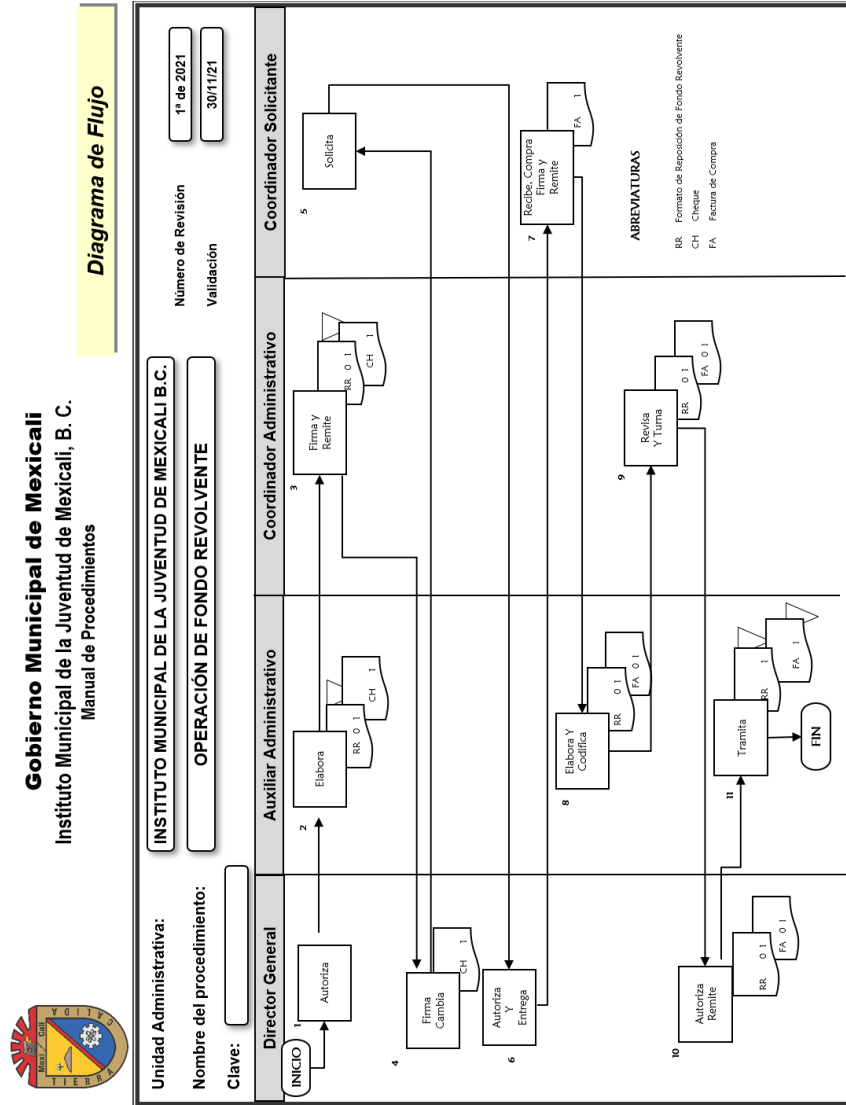 Mexi Cali
CALIDA
TIERRA
Gobierno Municipal de Mexicali
Instituto Municipal de la Juventud de Mexicali, B. C.
Manual de Procedimientos
Diagrama de Flujo
Unidad Administrativa:
INSTITUTO MUNICIPAL DE LA JUVENTUD DE MEXICALI B.C.
Número de Revisión
1ª de 2021
Nombre del procedimiento:
OPERACIÓN DE FONDO REVOLVENTE
Validación
30/11/21
Clave:
Director General
Auxiliar Administrativo
Coordinador Administrativo
Coordinador Solicitante
INICIO
1
Autoriza
2
Elabora
RR 0 1
CH 1
3
Firma y
Remite
RR 0 1
CH 1
4
Firma
Cambia
CH 1
5
Solicita
6
Autoriza
Y
Entrega
7
Recibe, Compra
Firma y
Remite
FA 1
8
Elabora Y
Codifica
RR 0 1
FA 0 1
9
Revisa
Y Turna
RR 0 1
FA 0 1
10
Autoriza
Remite
RR 0 1
FA 0 1
11
Tramita
RR 1
FA 1
FIN
ABREVIATURAS
RR Formato de Reposición de Fondo Revolvente
CH Cheque
FA Factura de Compra